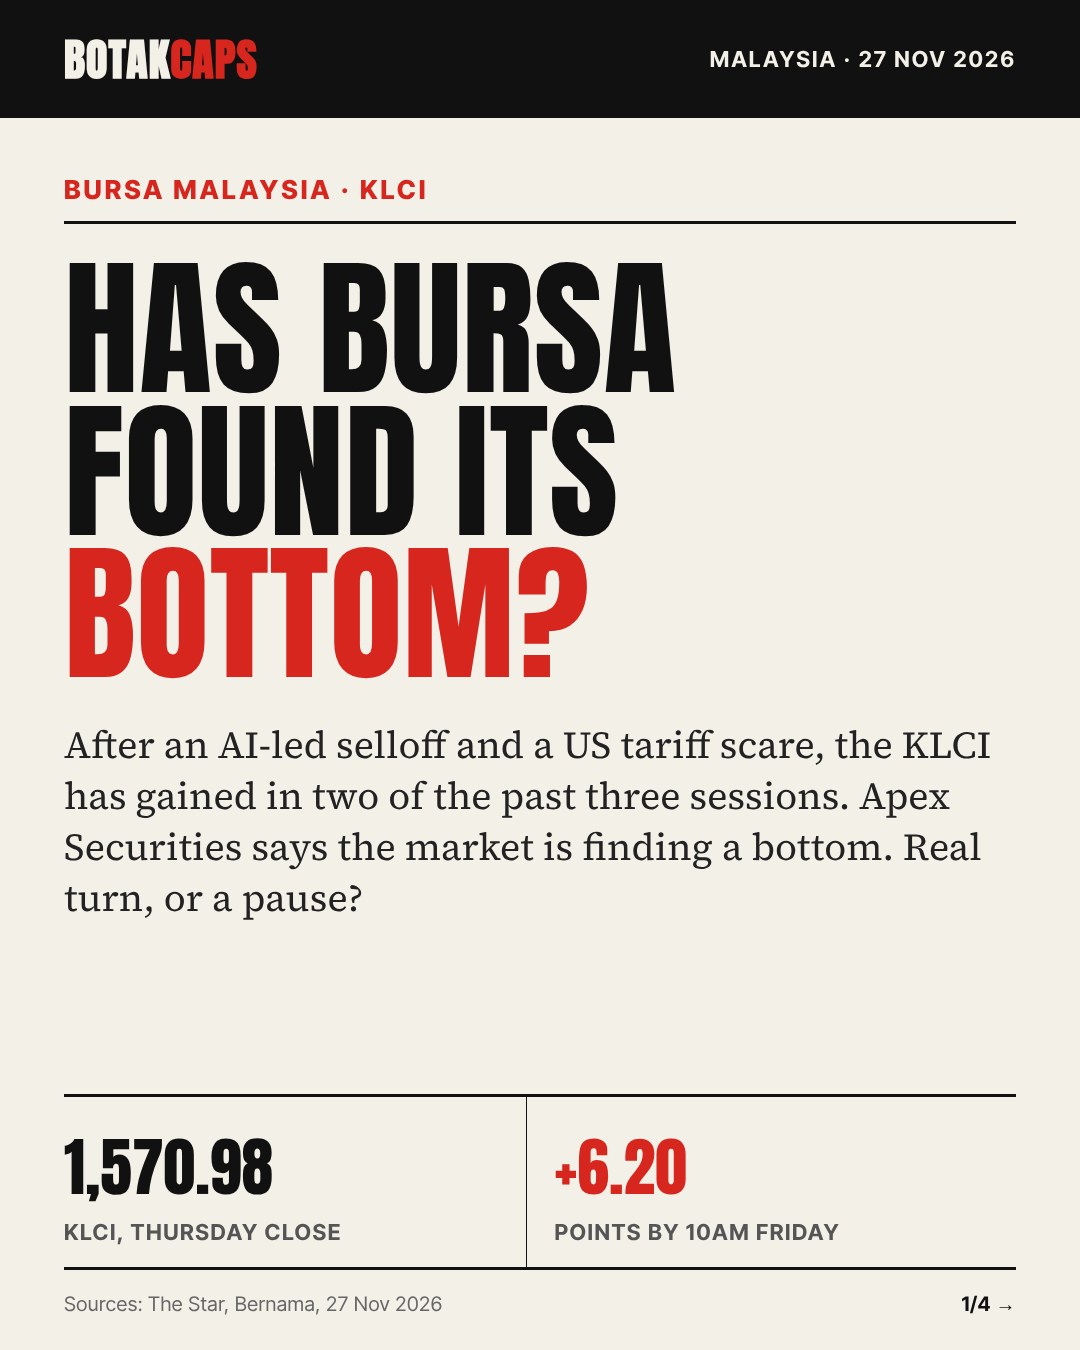 BOTAKCAPS
MALAYSIA · 27 NOV 2026
BURSA MALAYSIA · KLCI
HAS BURSA
FOUND ITS
BOTTOM?
After an AI-led selloff and a US tariff scare, the KLCI
has gained in two of the past three sessions. Apex
Securities says the market is finding a bottom. Real
turn, or a pause?
1,570.98
KLCI, THURSDAY CLOSE
+6.20
POINTS BY 10AM FRIDAY
Sources: The Star, Bernama, 27 Nov 2026
1/4 →